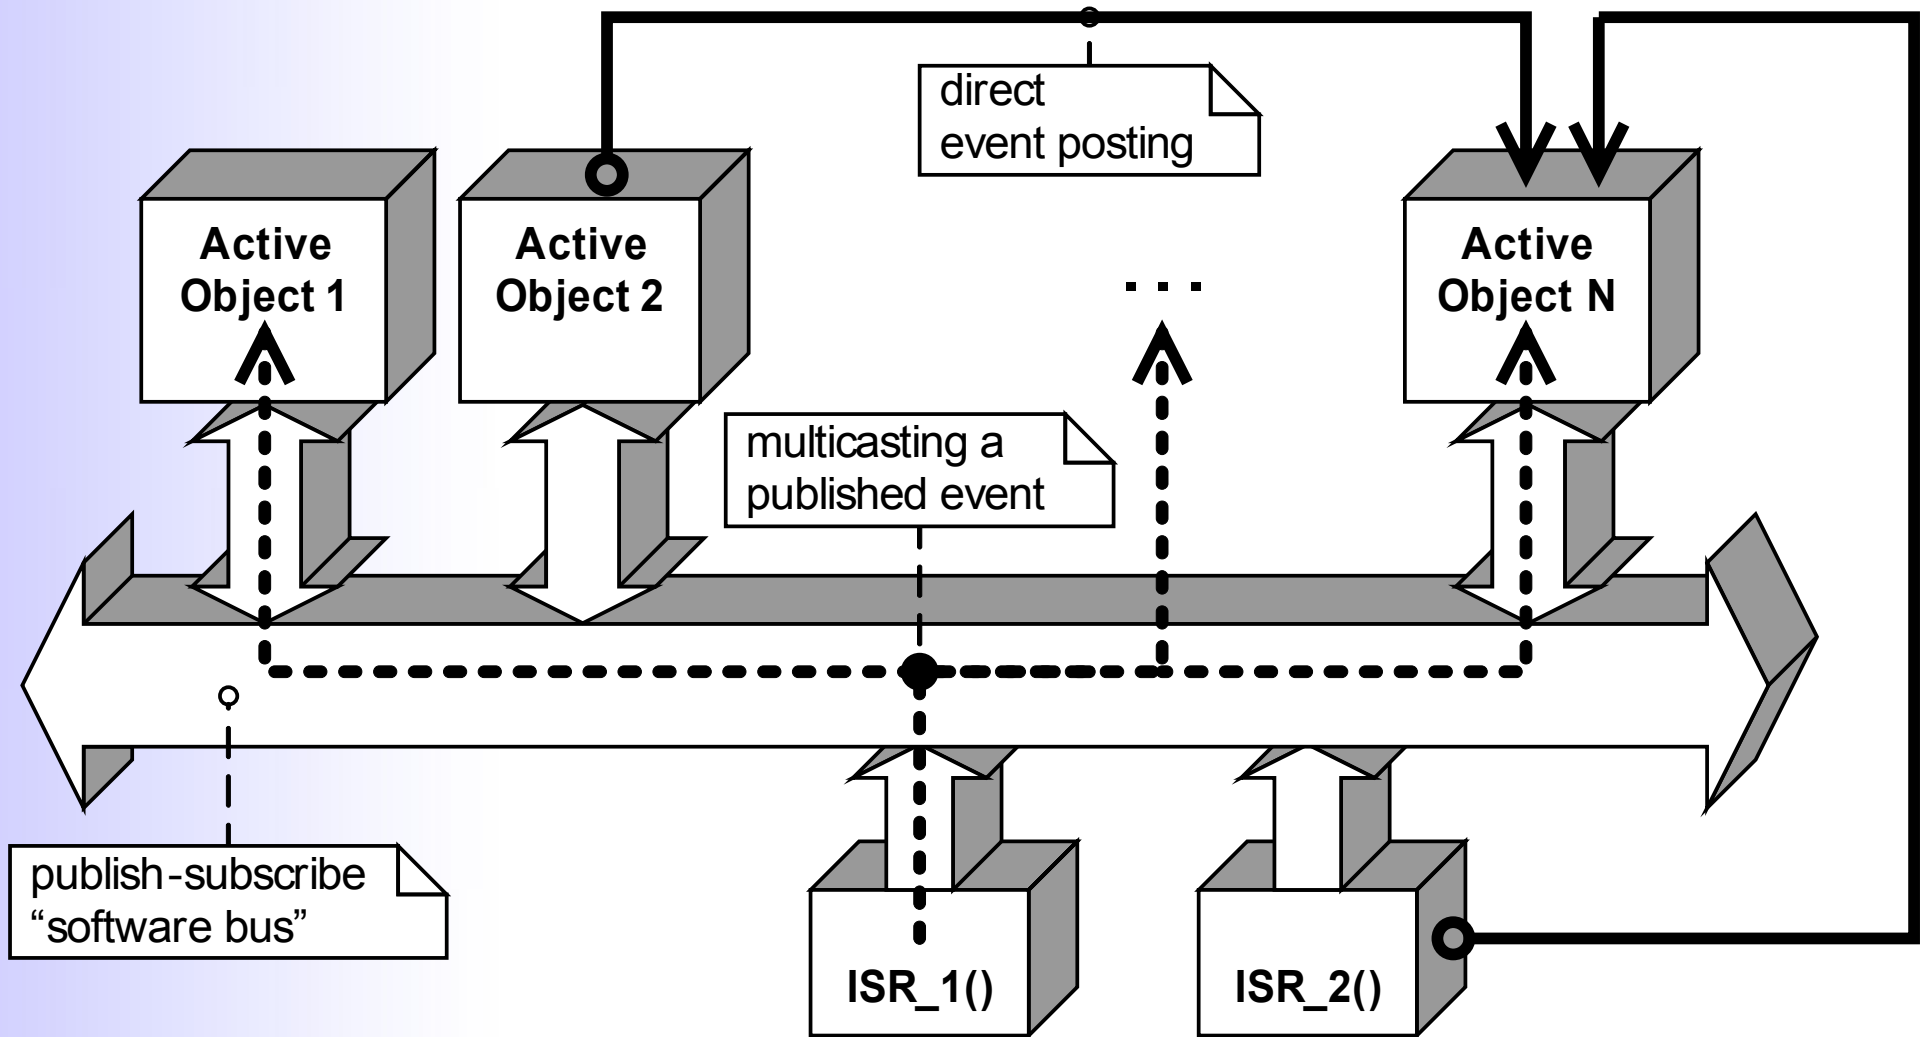 direct
event posting
Active
Object 1
Active
Object 2
. . .
Active
Object N
multicasting a
published event
publish-subscribe
“software bus”
ISR_1()
ISR_2()